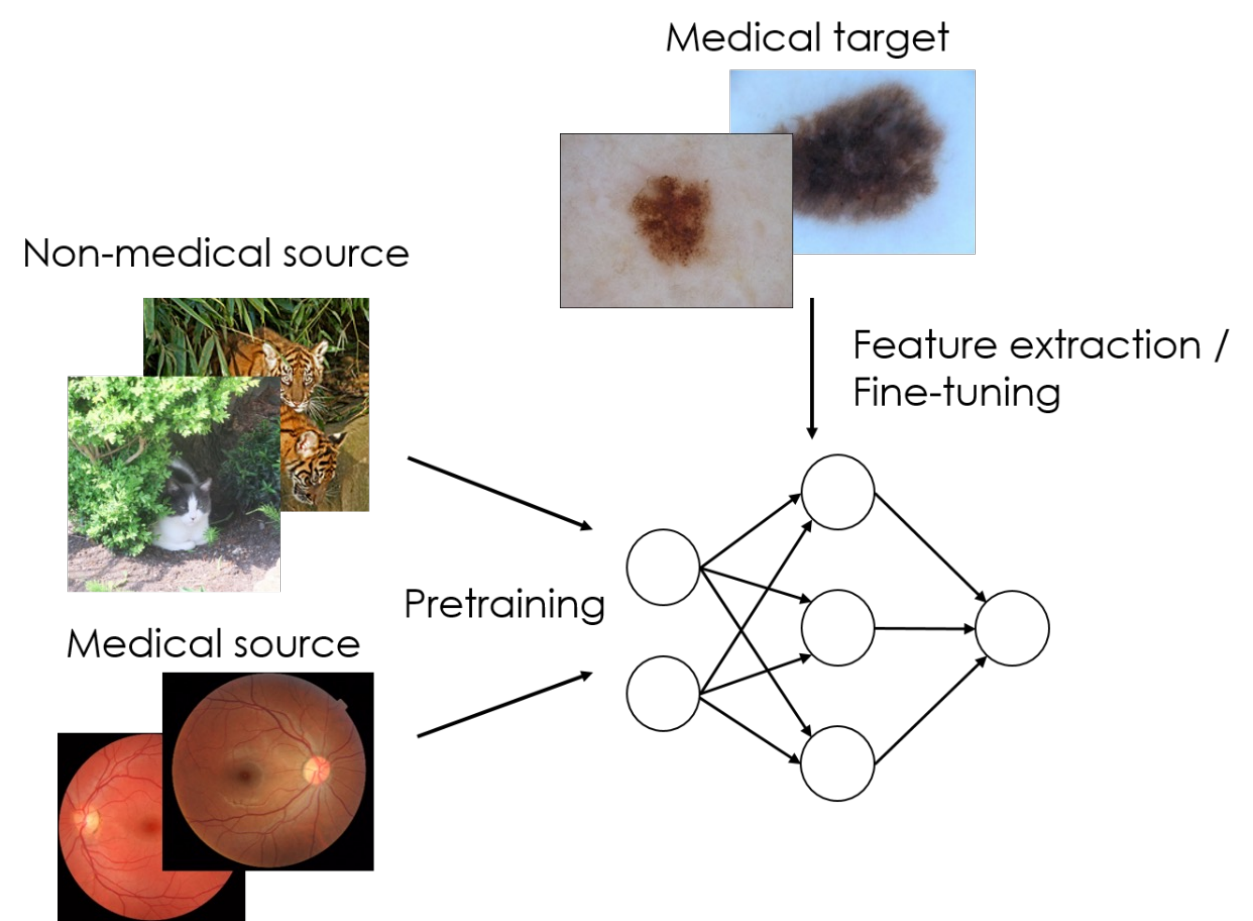 Medical target
Non-medical source
Feature extraction /
Fine-tuning
Pretraining
Medical source